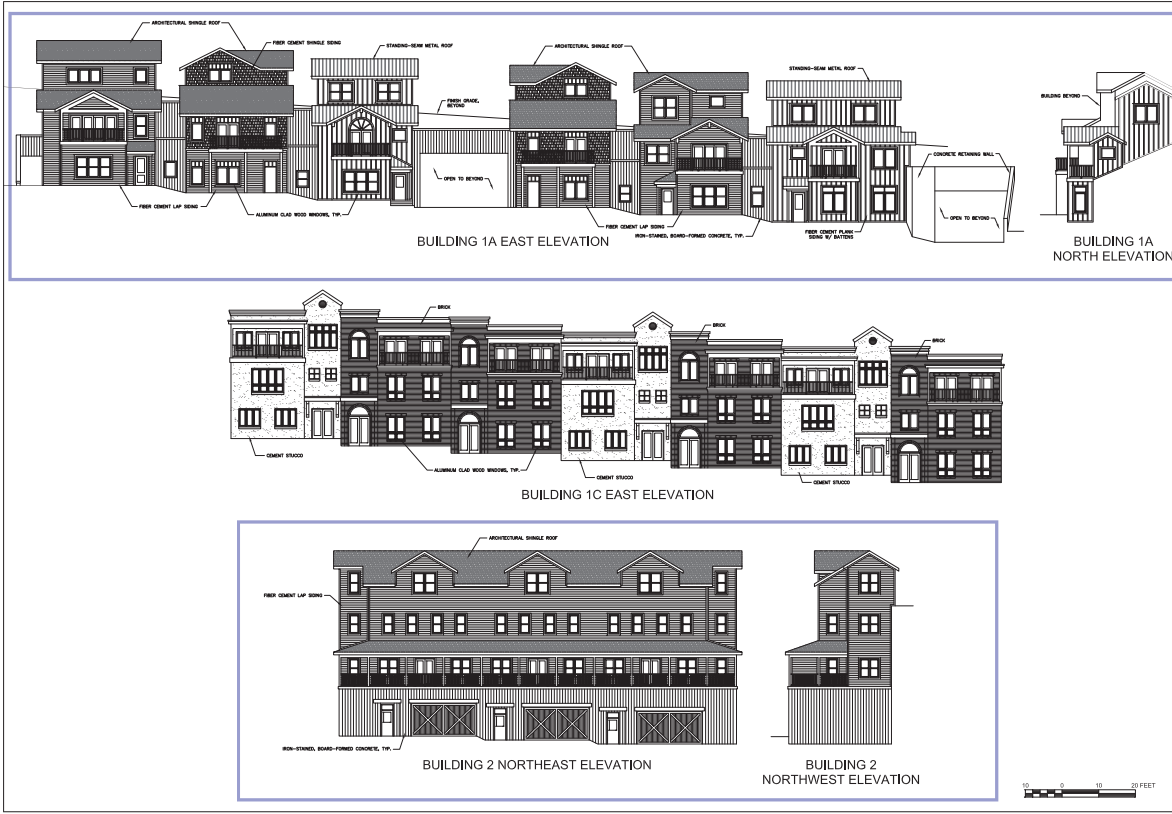 ARCHITECTURAL SHINGLE ROOF
FIBER CEMENT SHINGLE SIDING
STANDING-SEAM METAL ROOF
ARCHITECTURAL SHINGLE ROOF
STANDING-SEAM METAL ROOF
FINISH GRADE,
BEYOND
BUILDING BEYOND
CONCRETE RETAINING WALL
OPEN TO BEYOND
OPEN TO BEYOND
FIBER CEMENT LAP SIDING
ALUMINUM CLAD WOOD WINDOWS, TYP.
FIBER CEMENT LAP SIDING
IRON-STAINED, BOARD-FORMED CONCRETE, TYP.
FIBER CEMENT PLANK
SIDING W/ BATTENS
BUILDING 1A EAST ELEVATION
BUILDING 1A
NORTH ELEVATION
BRICK
BRICK
BRICK
CEMENT STUCCO
ALUMINUM CLAD WOOD WINDOWS, TYP.
CEMENT STUCCO
CEMENT STUCCO
BUILDING 1C EAST ELEVATION
ARCHITECTURAL SHINGLE ROOF
FIBER CEMENT LAP SIDING
IRON-STAINED, BOARD-FORMED CONCRETE, TYP.
BUILDING 2 NORTHEAST ELEVATION
BUILDING 2
NORTHWEST ELEVATION
10 0 10 20 FEET